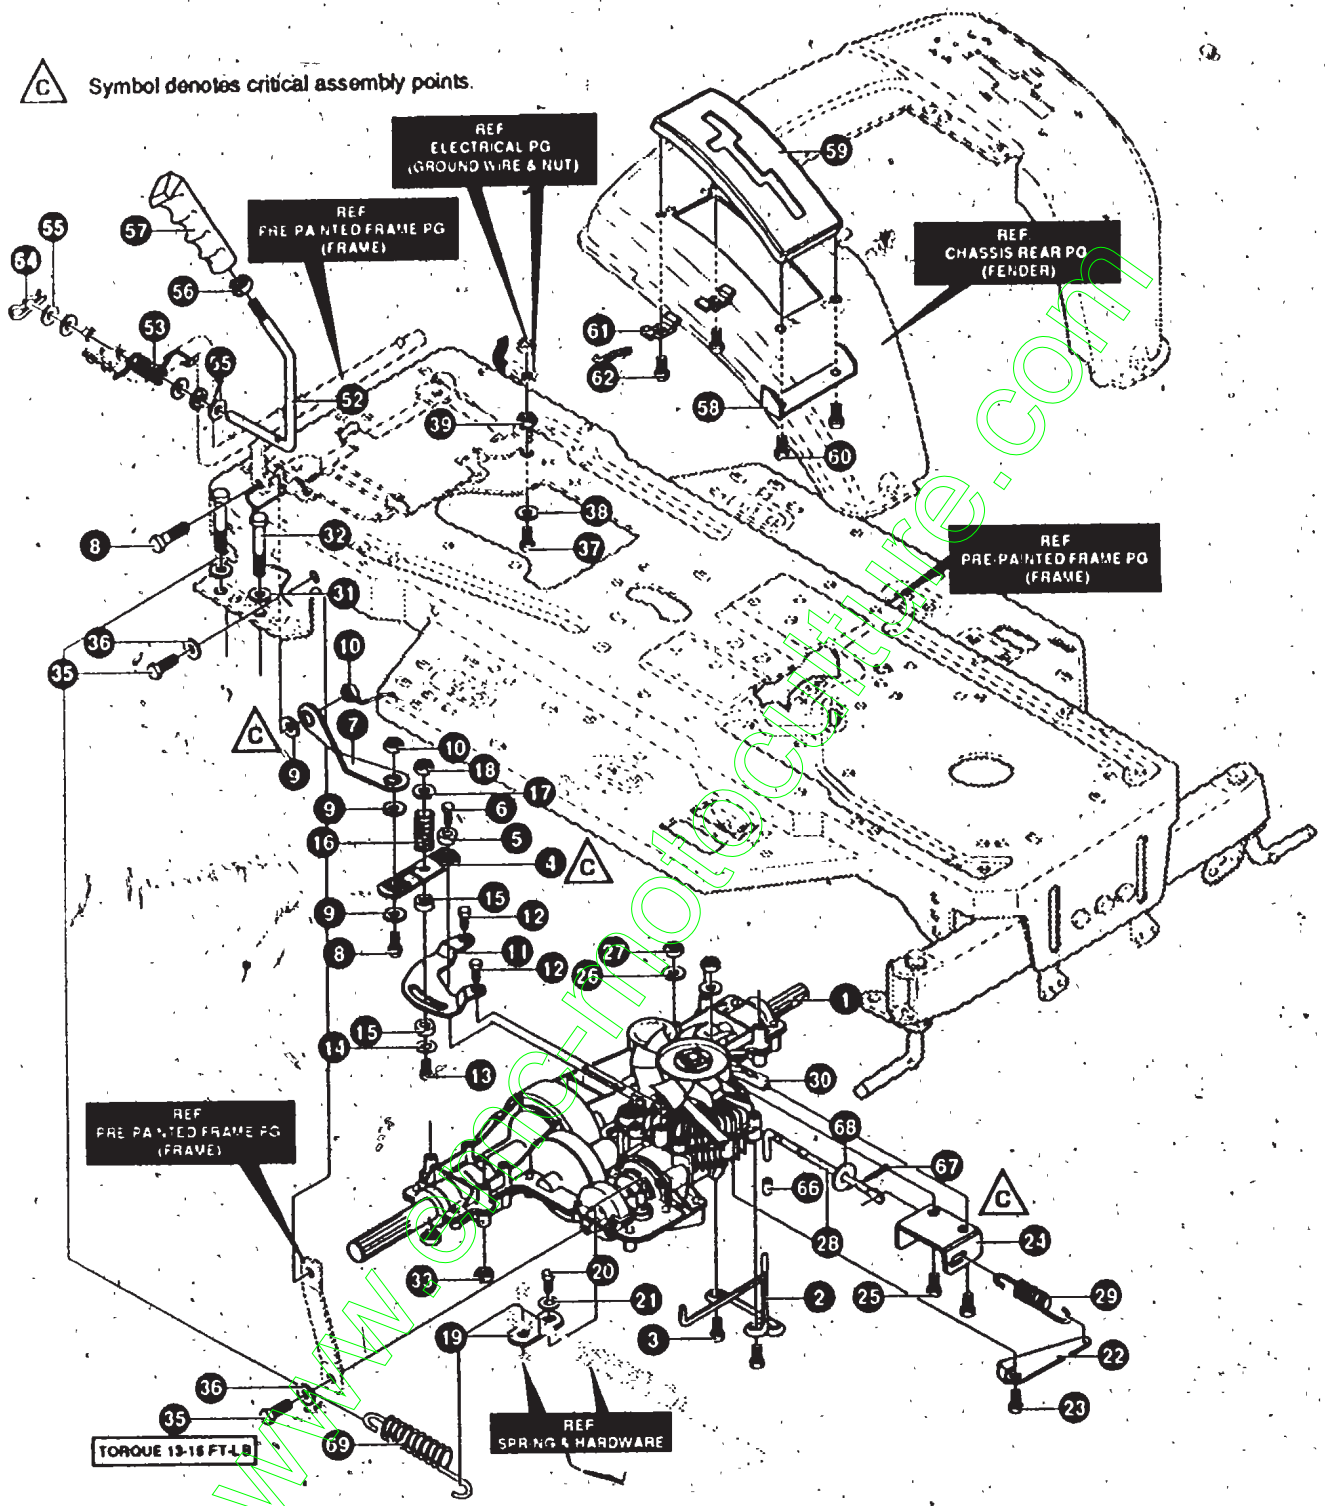 C Symbol denotes critical assembly points.
REF
ELECTRICAL PG
(GROUND WIRE & NUT)
59
REF
PRE-PAINTED FRAME PG
(FRAME)
57
55
54
56
REF.
CHASSIS REAR PG
(FENDER)
53
55
61
62
52
58
39
60
38
8
32
37
REF
PRE-PAINTED FRAME PG
(FRAME)
31
36
10
35
C
7
10
9
18
17
9
6
16
5
4
C
15
12
9
11
8
27
12
26
1
15
14
13
30
REF
PRE-PAINTED FRAME PG
(FRAME)
68
67
66
C
28
24
33
20
2
25
29
21
19
3
22
36
23
35
69
REF
SPRING & HARDWARE
TORQUE 13-16 FT-LB
www.cmc-motoculture.com